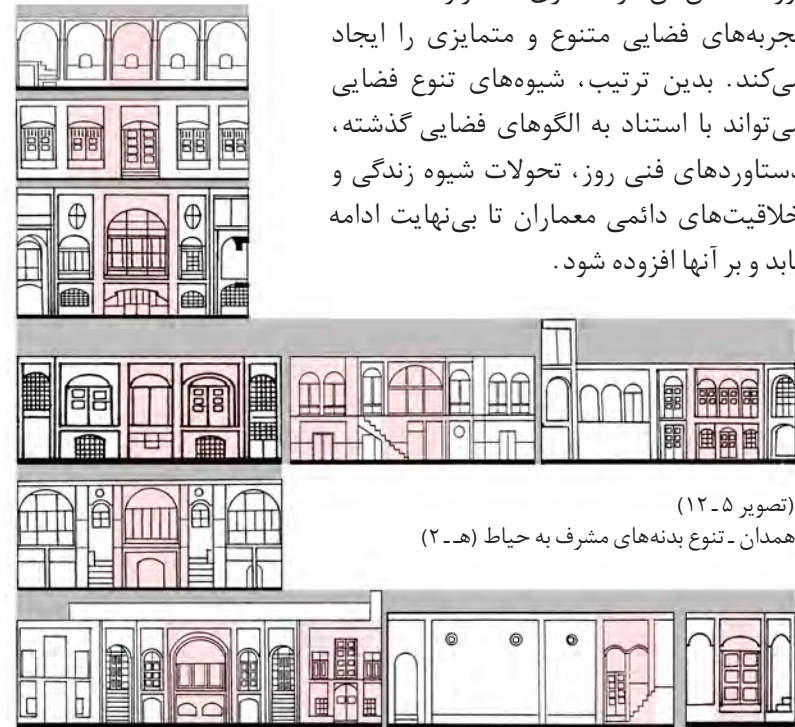 تجربه‌های فضایی متنوع و متمایزی را ایجاد
می‌کند. بدین ترتیب، شیوه‌های تنوع فضایی
می‌تواند با استناد به الگوهای فضایی گذشته،
دستاوردهای فنی روز، تحولات شیوه زندگی و
خلاقیت‌های دائمی معماران تا بی‌نهایت ادامه
یابد و بر آنها افزوده شود.
(تصویر ۵ـ۱۲)
همدان ـ تنوع بدنه‌های مشرف به حیاط (هـ ـ ۲)